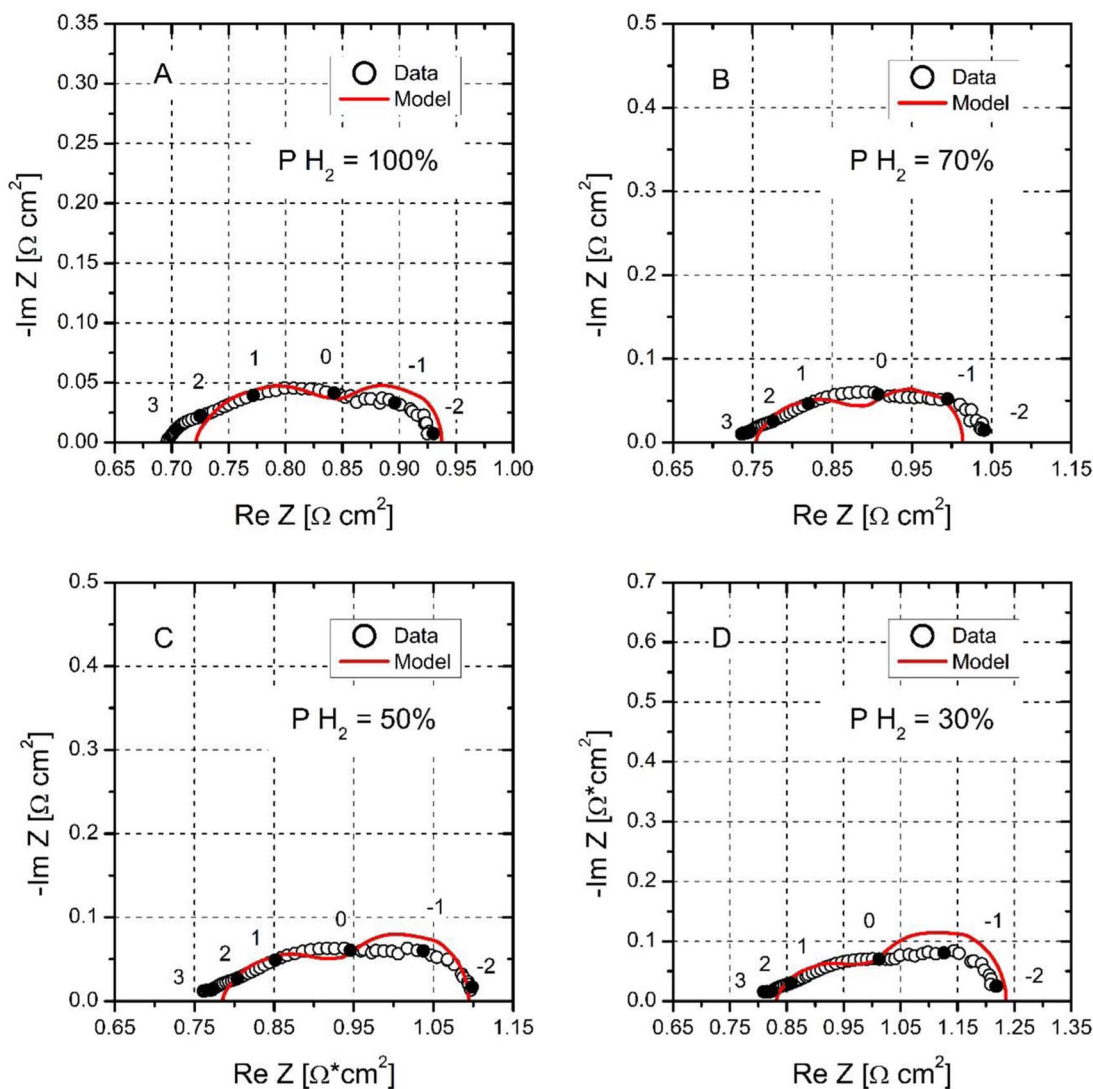 A
Data
Model
P H₂ = 100%
-Im Z [Ω cm²]
0.35
0.30
0.25
0.20
0.15
0.10
0.05
0.00
3
2
1
0
-1
-2
0.65 0.70 0.75 0.80 0.85 0.90 0.95 1.00
Re Z [Ω cm²]
B
Data
Model
P H₂ = 70%
-Im Z [Ω cm²]
0.5
0.4
0.3
0.2
0.1
0.0
3
2
1
-0
-1
-2
0.65 0.75 0.85 0.95 1.05 1.15
Re Z [Ω cm²]
C
Data
Model
P H₂ = 50%
-Im Z [Ω cm²]
0.5
0.4
0.3
0.2
0.1
0.0
3
2
1
0
-1
-2
0.65 0.75 0.85 0.95 1.05 1.15
Re Z [Ω*cm²]
D
Data
Model
P H₂ = 30%
-Im Z [Ω*cm²]
0.7
0.6
0.5
0.4
0.3
0.2
0.1
0.0
3
2
1
0
-1
-2
0.65 0.75 0.85 0.95 1.05 1.15 1.25 1.35
Re Z [Ω cm²]